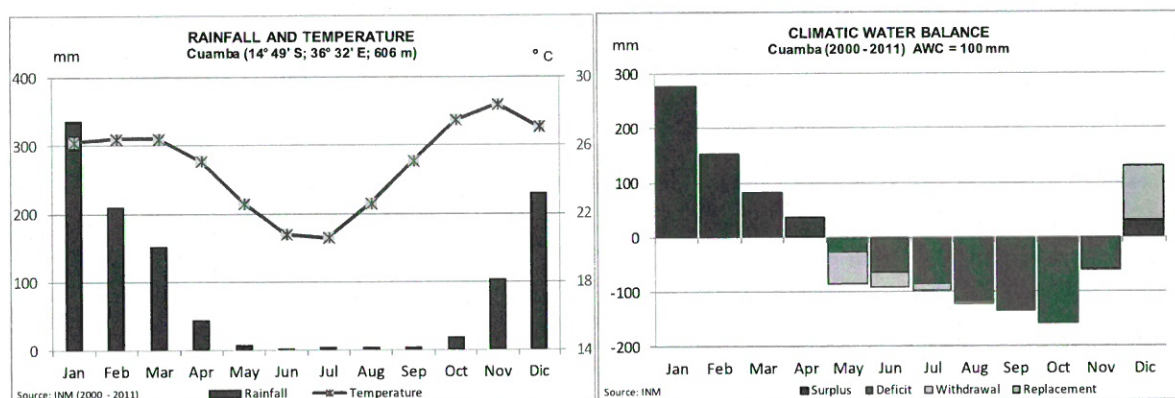 RAINFALL AND TEMPERATURE
Cuamba (14° 49' S; 36° 32' E; 606 m)
mm
° C
400
300
200
100
0
30
26
22
18
14
Jan Feb Mar Apr May Jun Jul Aug Sep Oct Nov Dic
Source: INM (2000 - 2011)
Rainfall Temperature
CLIMATIC WATER BALANCE
Cuamba (2000 - 2011) AWC = 100 mm
mm
300
200
100
0
-100
-200
Jan Feb Mar Apr May Jun Jul Aug Sep Oct Nov Dic
Source: INM
Surplus Deficit Withdrawal Replacement